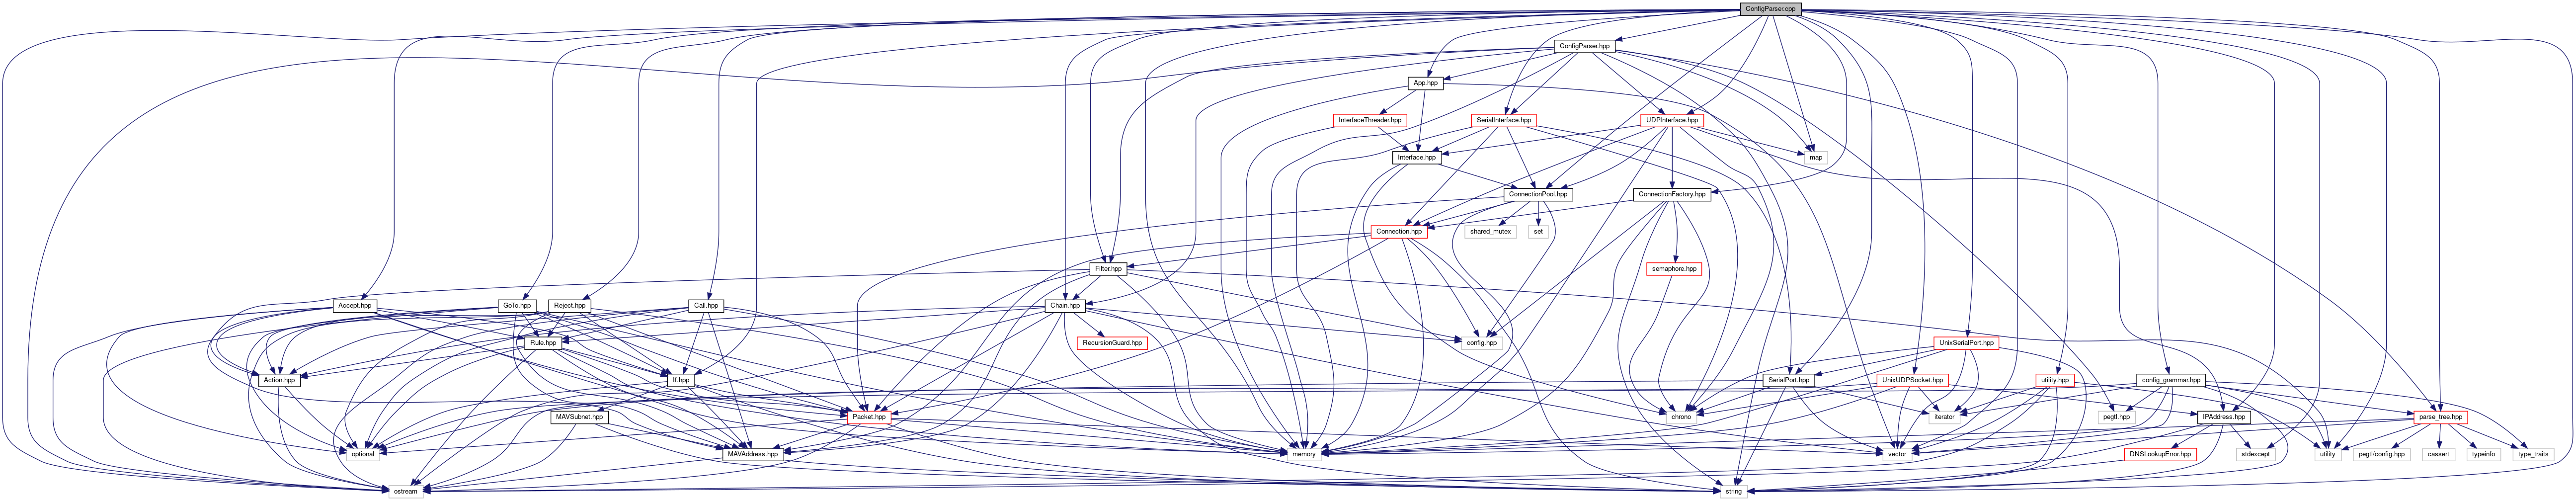 ConfigParser.cpp
ConfigParser.hpp
App.hpp
InterfaceThreader.hpp
SerialInterface.hpp
UDPInterface.hpp
Interface.hpp
map
ConnectionPool.hpp
ConnectionFactory.hpp
Connection.hpp
shared_mutex
set
Filter.hpp
semaphore.hpp
Accept.hpp
GoTo.hpp
Reject.hpp
Call.hpp
Chain.hpp
Rule.hpp
RecursionGuard.hpp
config.hpp
UnixSerialPort.hpp
Action.hpp
If.hpp
SerialPort.hpp
UnixUDPSocket.hpp
utility.hpp
config_grammar.hpp
MAVSubnet.hpp
Packet.hpp
chrono
iterator
pegtl.hpp
IPAddress.hpp
parse_tree.hpp
optional
MAVAddress.hpp
memory
vector
DNSLookupError.hpp
stdexcept
utility
pegtl/config.hpp
cassert
typeinfo
type_traits
ostream
string